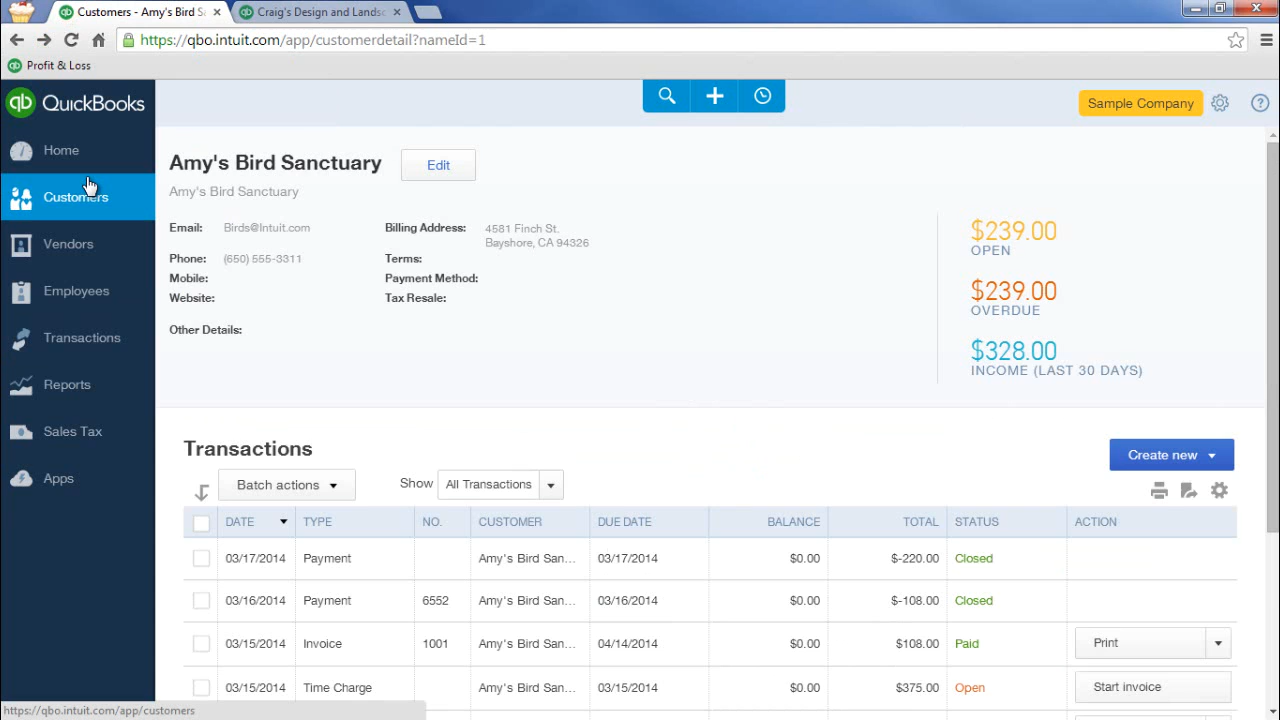 Customers - Amy's Bird S
Craig's Design and Lands
https://qbo.intuit.com/app/customerdetail?nameId=1
Profit & Loss
qb QuickBooks
Sample Company
Home
Customers
Vendors
Employees
Transactions
Reports
Sales Tax
Apps
Amy's Bird Sanctuary
Edit
Amy's Bird Sanctuary
Email: Birds@Intuit.com
Phone: (650) 555-3311
Mobile:
Website:
Other Details:
Billing Address: 4581 Finch St.
Bayshore, CA 94326
Terms:
Payment Method:
Tax Resale:
$239.00
OPEN
$239.00
OVERDUE
$328.00
INCOME (LAST 30 DAYS)
Transactions
Create new
Batch actions
Show All Transactions
DATE TYPE NO. CUSTOMER DUE DATE BALANCE TOTAL STATUS ACTION
03/17/2014 Payment Amy's Bird San... 03/17/2014 $0.00 $-220.00 Closed
03/16/2014 Payment 6552 Amy's Bird San... 03/16/2014 $0.00 $-108.00 Closed
03/15/2014 Invoice 1001 Amy's Bird San... 04/14/2014 $0.00 $108.00 Paid Print
03/15/2014 Time Charge Amy's Bird San... 03/15/2014 $0.00 $375.00 Open Start invoice
https://qbo.intuit.com/app/customers